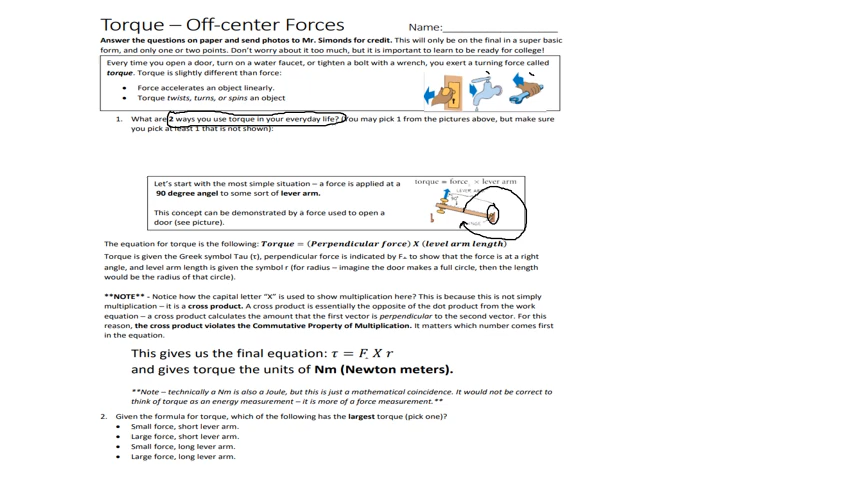 Torque – Off-center Forces Name:____________________
Answer the questions on paper and send photos to Mr. Simonds for credit. This will only be on the final in a super basic
form, and only one or two points. Don't worry about it too much, but it is important to learn to be ready for college!
Every time you open a door, turn on a water faucet, or tighten a bolt with a wrench, you exert a turning force called
torque. Torque is slightly different than force:
• Force accelerates an object linearly.
• Torque twists, turns, or spins an object
1. What are 2 ways you use torque in your everyday life? (You may pick 1 from the pictures above, but make sure
you pick at least 1 that is not shown):
Let's start with the most simple situation – a force is applied at a
90 degree angel to some sort of lever arm.
This concept can be demonstrated by a force used to open a
door (see picture).
torque = force × lever arm
LEVER
The equation for torque is the following: Torque = (Perpendicular force) X (level arm length)
Torque is given the Greek symbol Tau (τ), perpendicular force is indicated by F⊥ to show that the force is at a right
angle, and level arm length is given the symbol r (for radius – imagine the door makes a full circle, then the length
would be the radius of that circle).
**NOTE** - Notice how the capital letter "X" is used to show multiplication here? This is because this is not simply
multiplication – it is a cross product. A cross product is essentially the opposite of the dot product from the work
equation – a cross product calculates the amount that the first vector is perpendicular to the second vector. For this
reason, the cross product violates the Commutative Property of Multiplication. It matters which number comes first
in the equation.
This gives us the final equation: τ = F⊥ X r
and gives torque the units of Nm (Newton meters).
**Note – technically a Nm is also a Joule, but this is just a mathematical coincidence. It would not be correct to
think of torque as an energy measurement – it is more of a force measurement.**
2. Given the formula for torque, which of the following has the largest torque (pick one)?
• Small force, short lever arm.
• Large force, short lever arm.
• Small force, long lever arm.
• Large force, long lever arm.